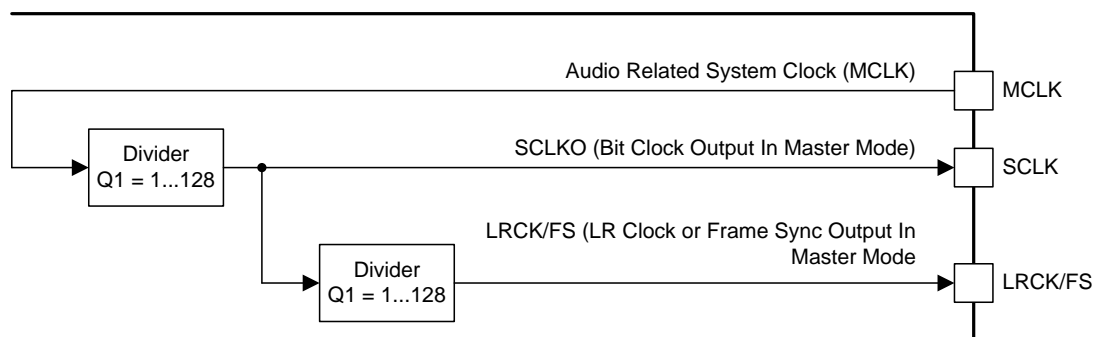 Audio Related System Clock (MCLK)
MCLK
Divider
Q1 = 1...128
SCLKO (Bit Clock Output In Master Mode)
SCLK
LRCK/FS (LR Clock or Frame Sync Output In
Master Mode
Divider
Q1 = 1...128
LRCK/FS